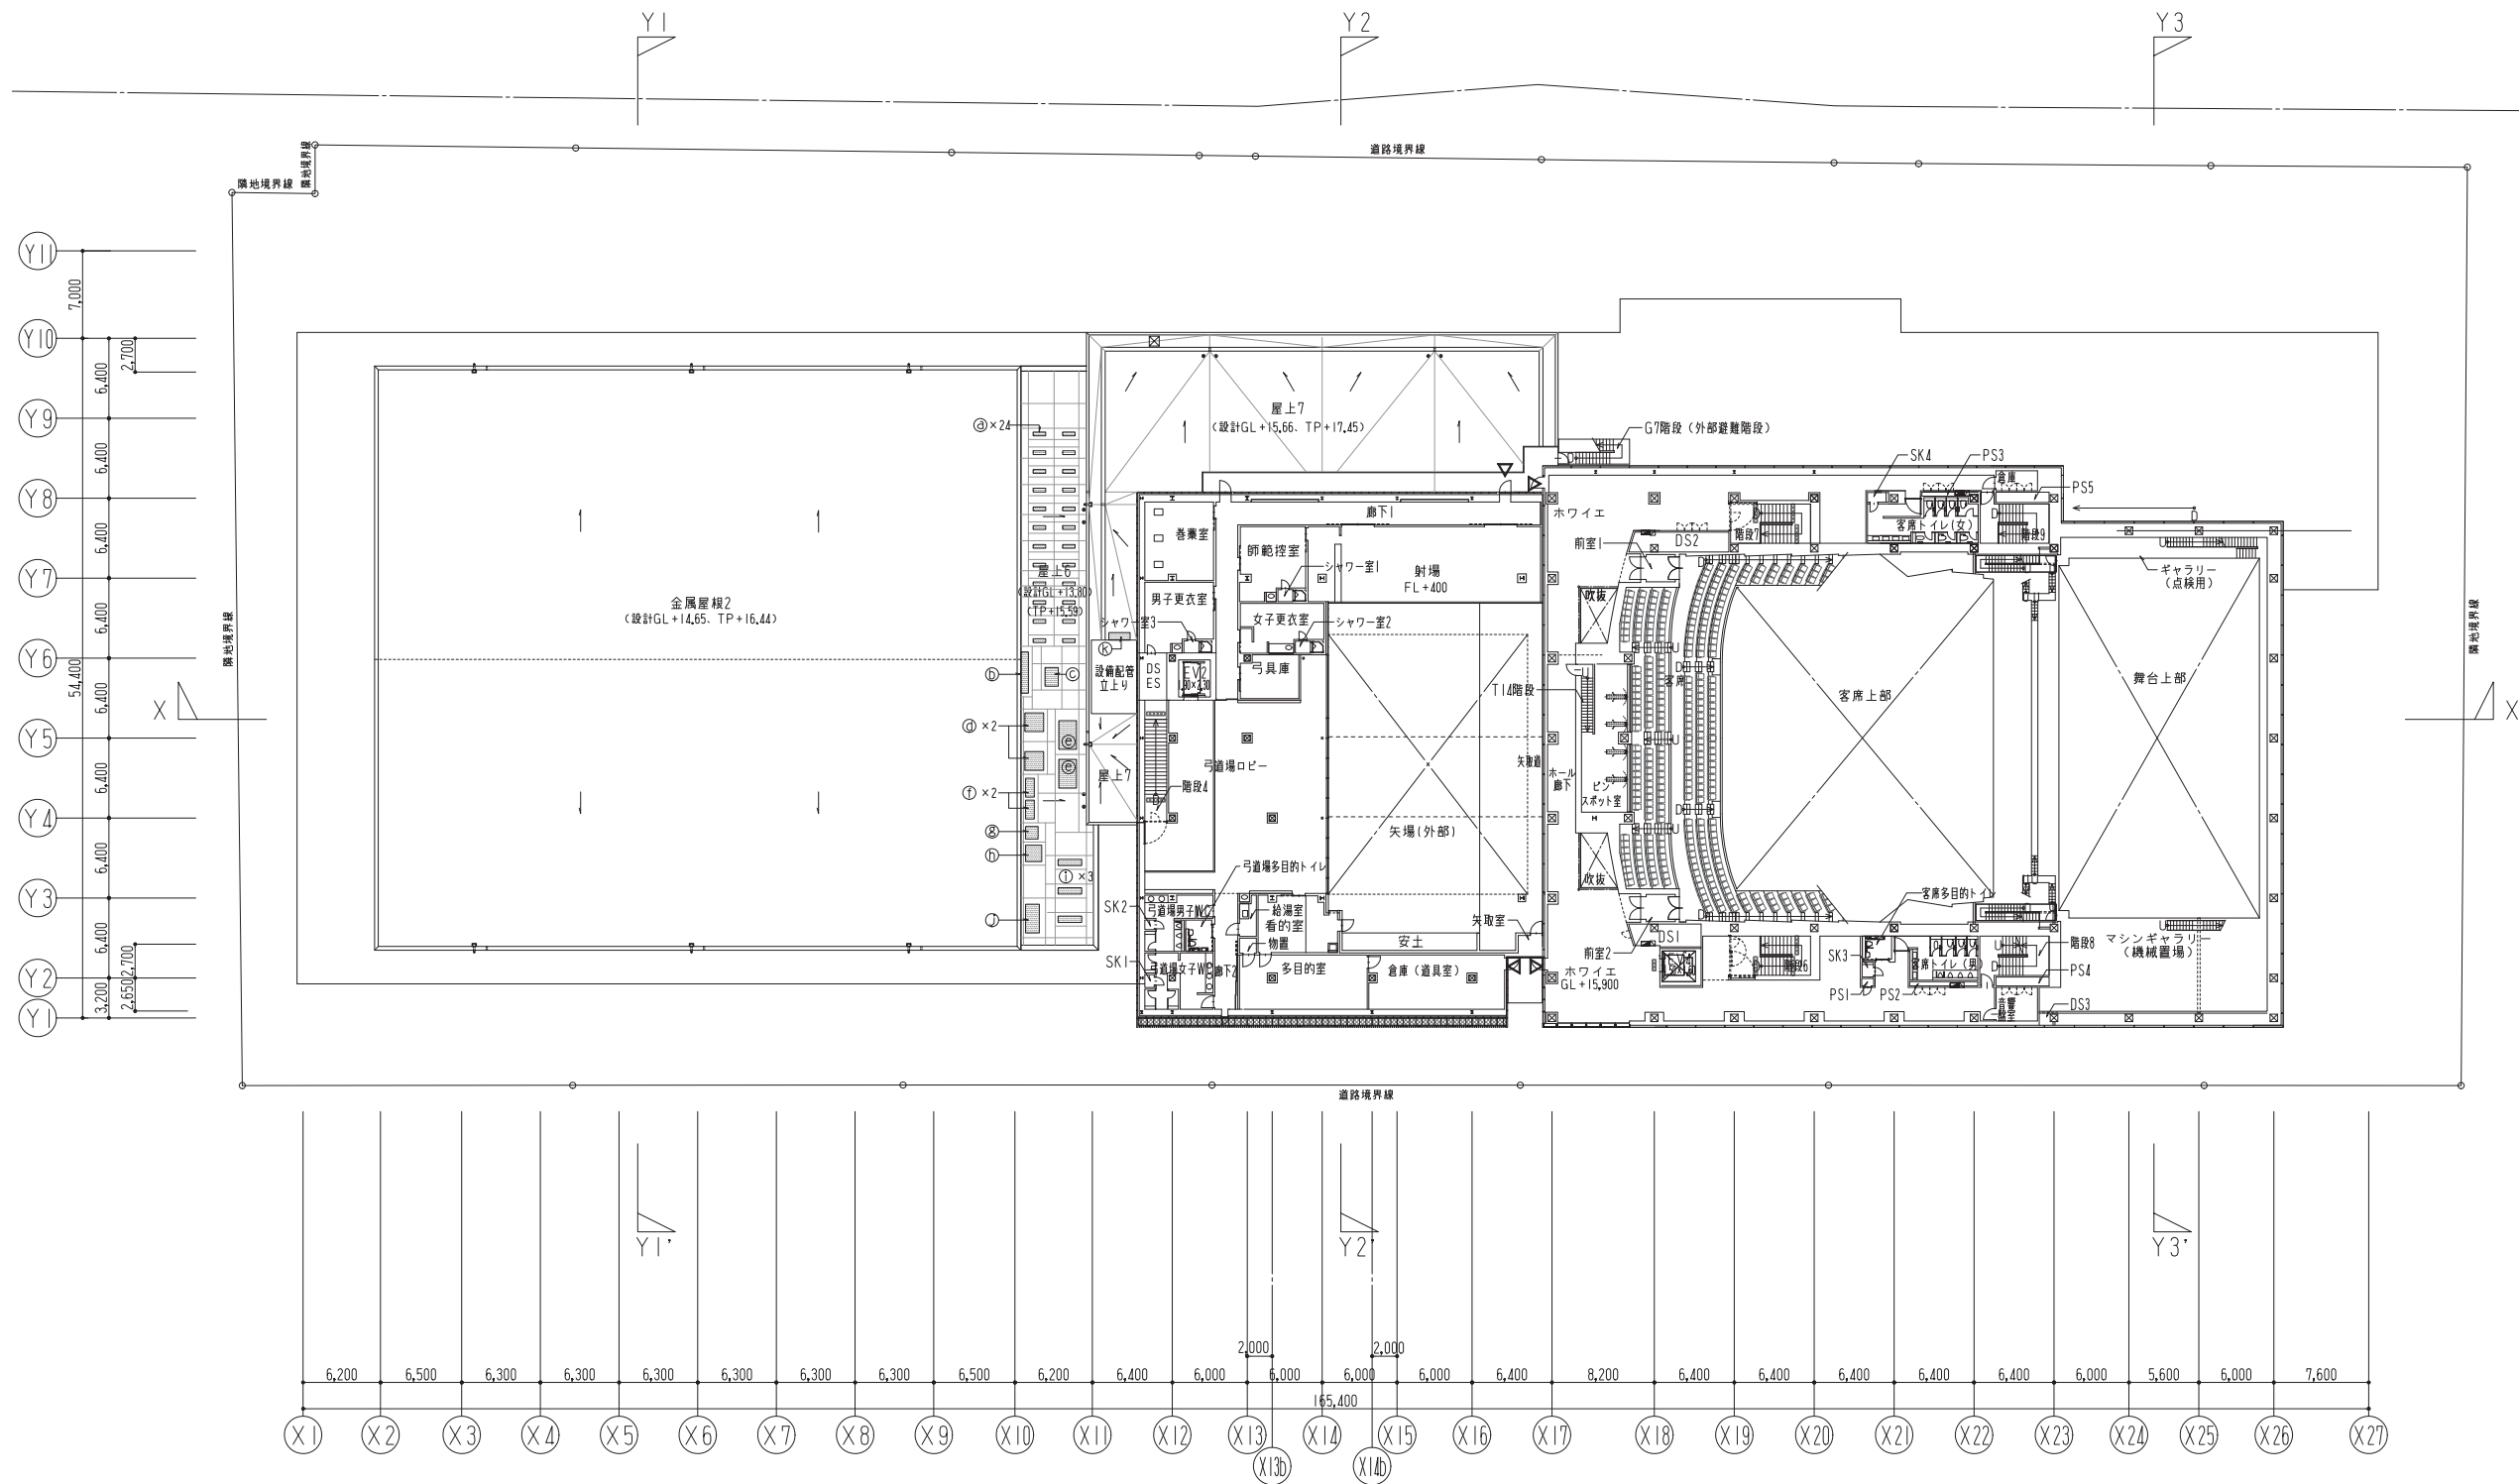 Y1
Y2
Y3
道路境界線
隣地境界線
隣地境界線
Y11
7,000
Y10
2,700
6,400
Y9
ⓐ×24
屋上7
(設計GL+15.66、TP+17.45)
G7階段（外部避難階段）
6,400
SK4
PS3
倉庫
PS5
Y8
ホワイエ
廊下1
巻藁室
師範控室
前室1
DS2
階段7
客席トイレ(女)
階段9
6,400
Y7
シャワー室1
射場
FL+400
ギャラリー
(点検用)
屋上6
(設計GL+13.80)
(TP+15.59)
吹抜
金属屋根2
(設計GL+14.65、TP+16.44)
男子更衣室
女子更衣室
シャワー室3
シャワー室2
6,400
隣地境界線
隣地境界線
Y6
54,400
ⓚ
ⓑ
ⓒ
設備配管
立上り
DS
ES
EV2
弓具庫
T14階段
客席
客席上部
舞台上部
6,400
X
X
ⓓ×2
ⓔ
ⓔ
Y5
屋上7
弓道場ロビー
矢取道
ホール
廊下
ピン
スポット室
6,400
階段4
ⓕ×2
Y4
ⓖ
矢場(外部)
ⓗ
6,400
弓道場多目的トイレ
ⓘ×3
吹抜
客席多目的トイレ
Y3
SK2
弓道場男子WC
給湯室
看的室
矢取室
ⓙ
物置
安土
前室2
DS1
SK3
客席トイレ(男)
階段8
マシンギャラリー
(機械置場)
6,400
2,700
SK1
弓道場女子WC
廊下2
多目的室
倉庫（道具室）
ホワイエ
GL+15,900
階段6
PS1
PS2
PS4
Y2
2,650
3,200
DS3
Y1
道路境界線
Y1'
Y2'
Y3'
2,000
2,000
6,200
6,500
6,300
6,300
6,300
6,300
6,300
6,300
6,500
6,200
6,400
6,000
6,000
6,000
6,000
6,400
8,200
6,400
6,400
6,400
6,400
6,400
6,000
5,600
6,000
7,600
165,400
X1
X2
X3
X4
X5
X6
X7
X8
X9
X10
X11
X12
X13
X14
X15
X16
X17
X18
X19
X20
X21
X22
X23
X24
X25
X26
X27
X13b
X14b